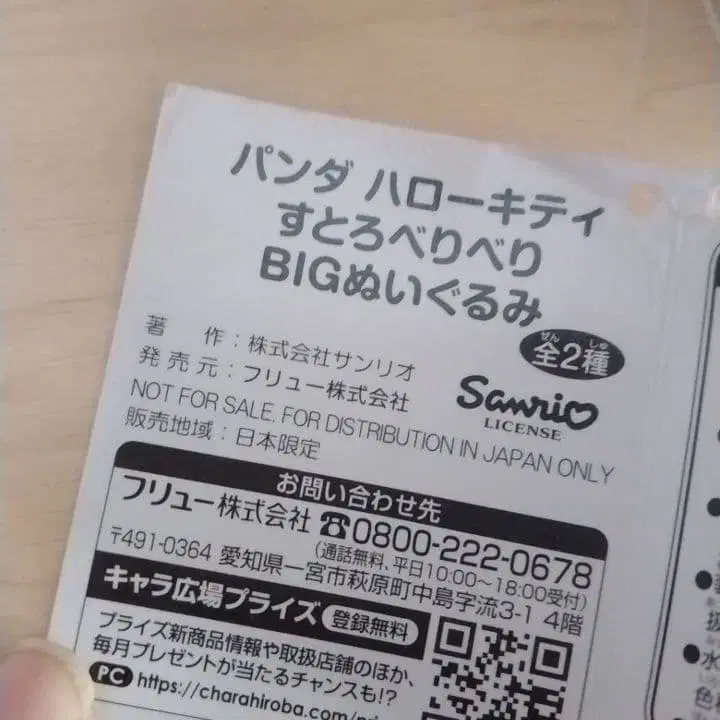 パンダ ハローキティ
すとろべりべり
BIGぬいぐるみ
全2種
ぜん しゅ
著 作:株式会社サンリオ
発売元:フリュー株式会社
Sanrio
LICENSE
NOT FOR SALE. FOR DISTRIBUTION IN JAPAN ONLY
販売地域:日本限定
お問い合わせ先
フリュー株式会社 ☎0800-222-0678
(通話無料、平日10:00~18:00受付)
〒491-0364 愛知県一宮市萩原町中島字流3-1 4階
キャラ広場プライズ 登録無料
プライズ新商品情報や取扱店舗のほか、
毎月プレゼントが当たるチャンスも!?
PC https://charahiroba.com/